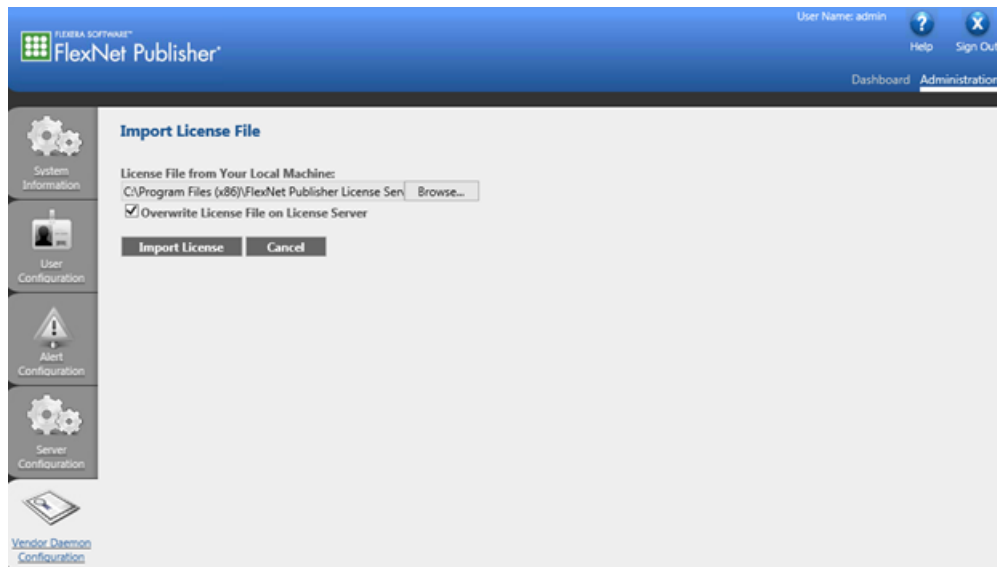 User Name: admin
FLEXERA SOFTWARE™
FlexNet Publisher®
Help
Sign Out
Dashboard
Administration
System
Information
User
Configuration
Alert
Configuration
Server
Configuration
Vendor Daemon
Configuration
Import License File
License File from Your Local Machine:
C:\Program Files (x86)\FlexNet Publisher License Ser
Browse...
Overwrite License File on License Server
Import License
Cancel